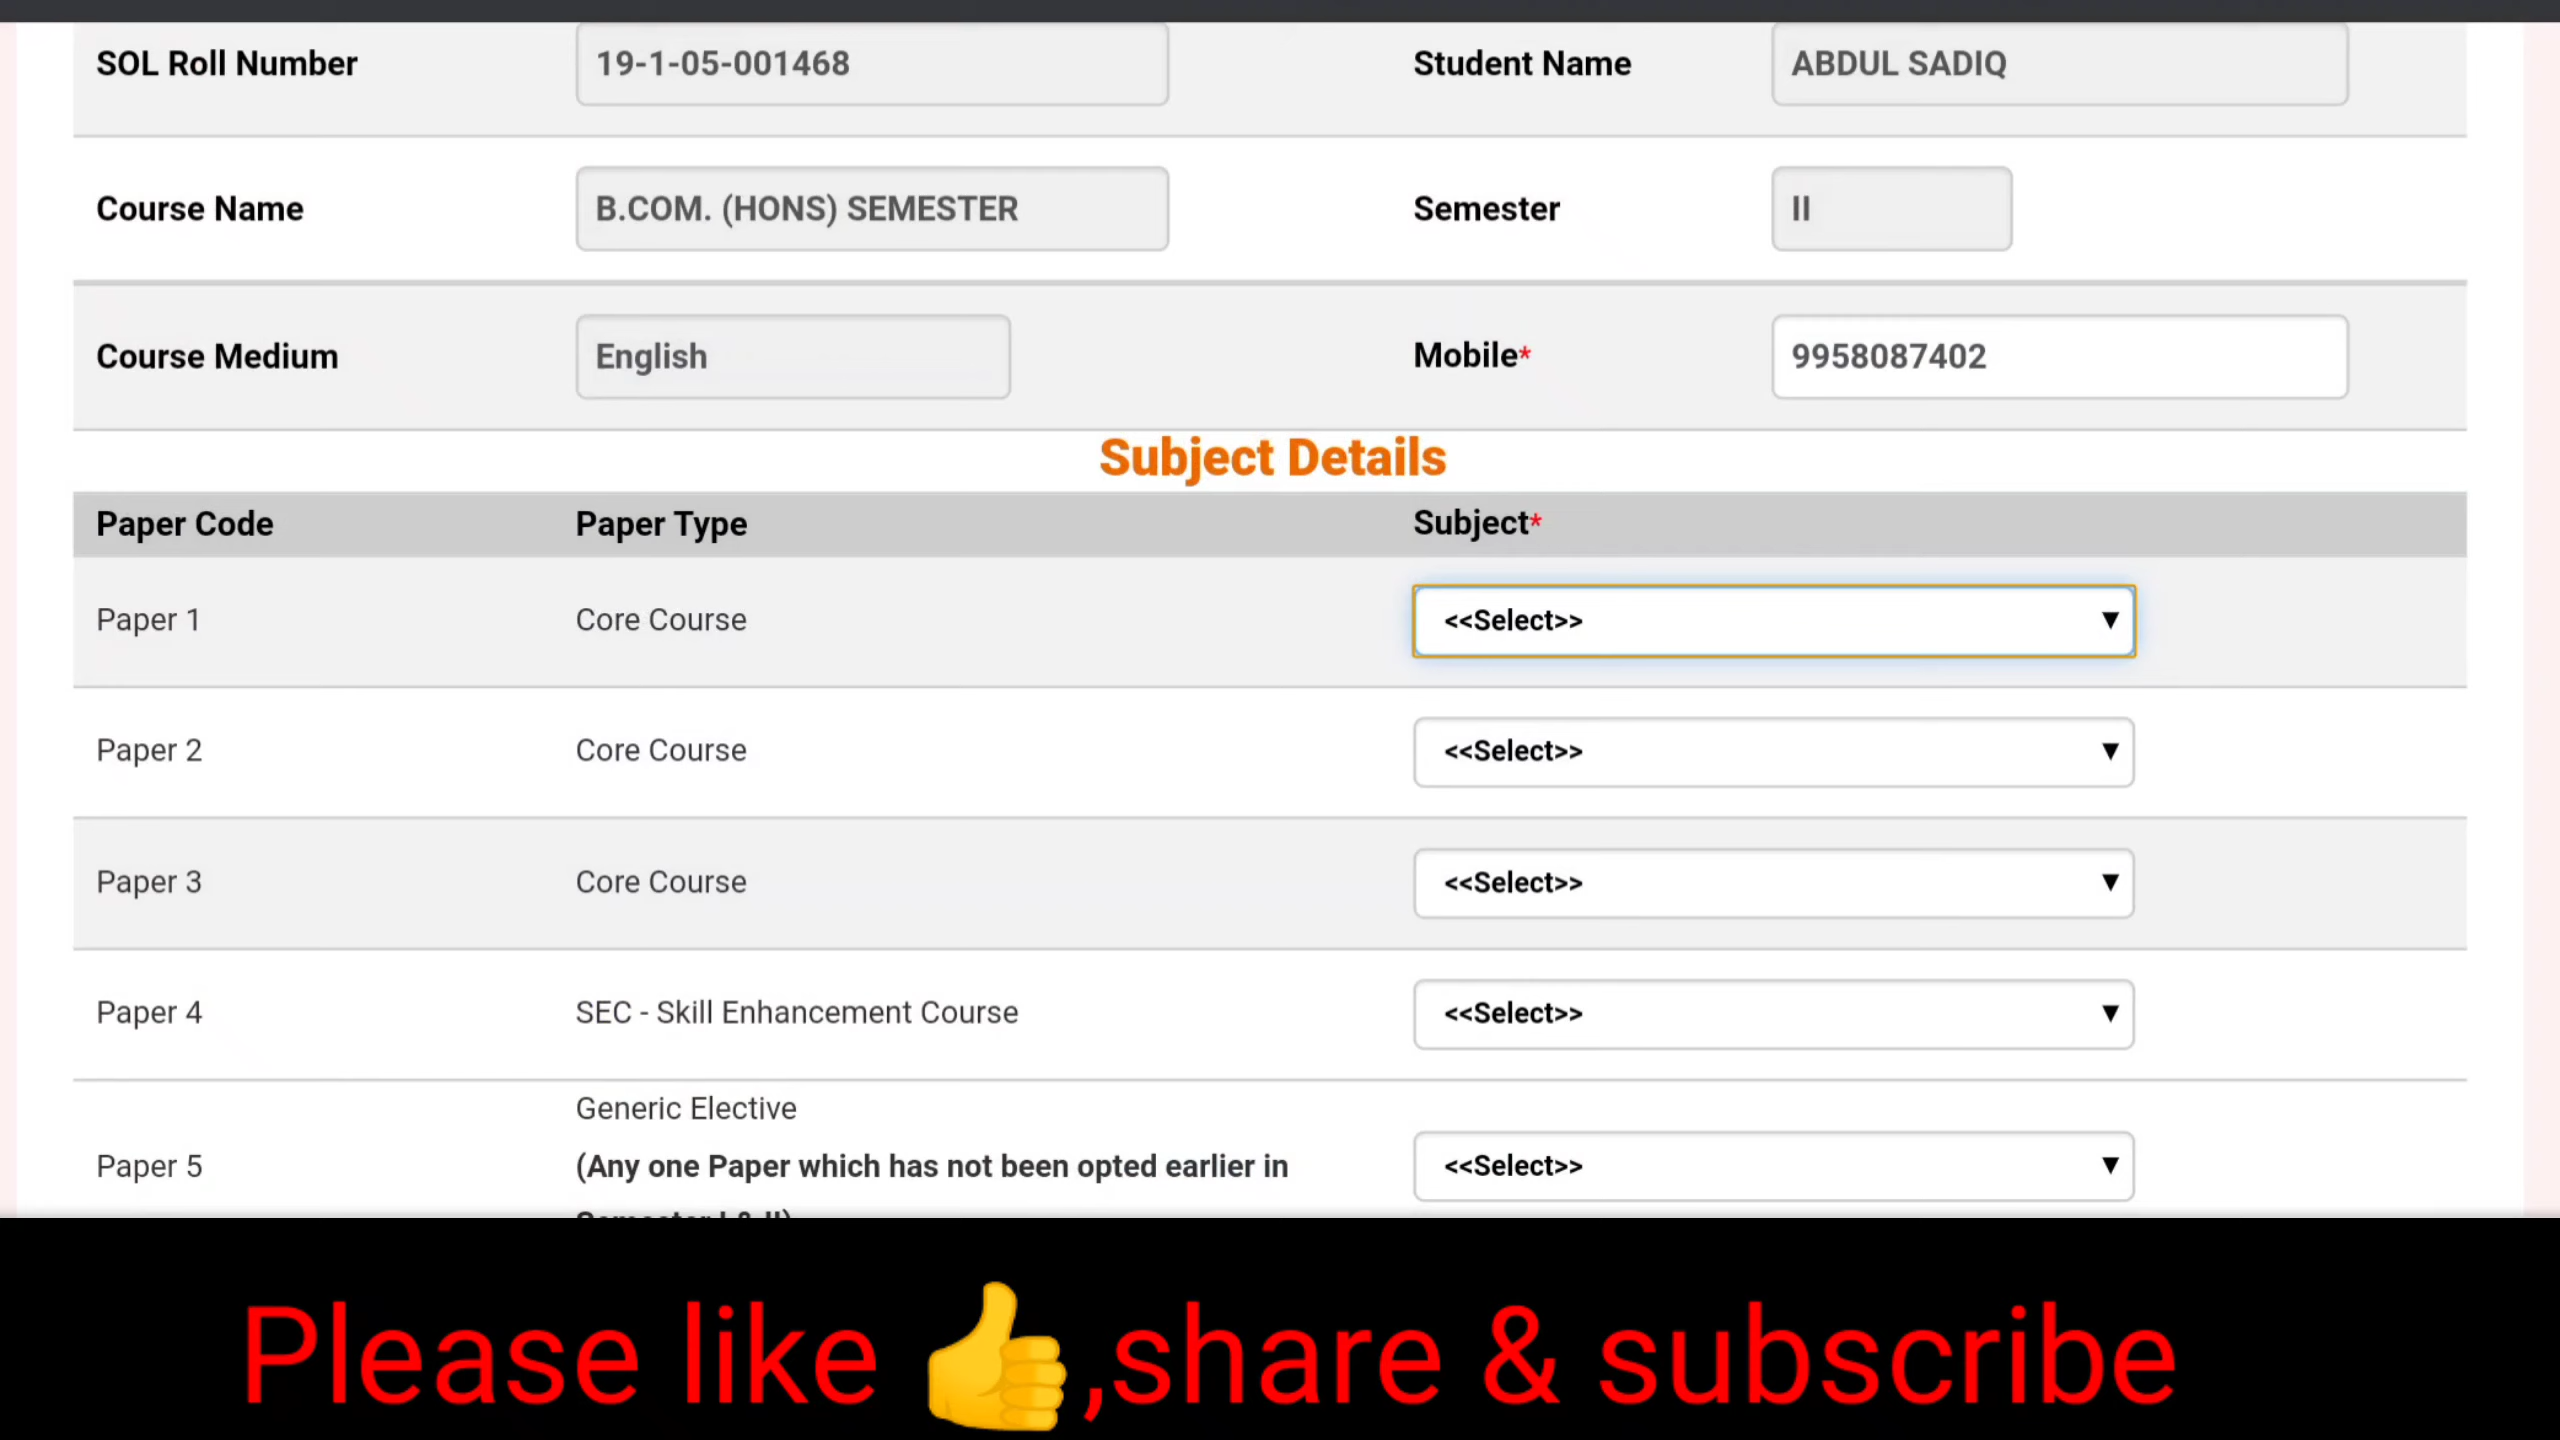 SOL Roll Number 19-1-05-001468 Student Name ABDUL SADIQ
Course Name B.COM. (HONS) SEMESTER Semester II
Course Medium English Mobile* 9958087402
Subject Details
Paper Code Paper Type Subject*
Paper 1 Core Course <<Select>>
Paper 2 Core Course <<Select>>
Paper 3 Core Course <<Select>>
Paper 4 SEC - Skill Enhancement Course <<Select>>
Generic Elective
Paper 5 (Any one Paper which has not been opted earlier in <<Select>>
Semester I & II)
Please like 👍,share & subscribe